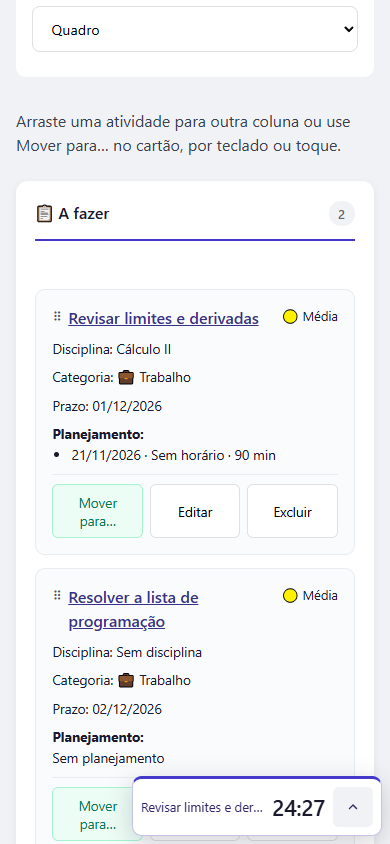 Quadro
Arraste uma atividade para outra coluna ou use
Mover para... no cartão, por teclado ou toque.
A fazer
2
Revisar limites e derivadas
Média
Disciplina: Cálculo II
Categoria: 💼 Trabalho
Prazo: 01/12/2026
Planejamento:
• 21/11/2026 · Sem horário · 90 min
Mover
para...
Editar
Excluir
Resolver a lista de
programação
Média
Disciplina: Sem disciplina
Categoria: 💼 Trabalho
Prazo: 02/12/2026
Planejamento:
Sem planejamento
Mover
para...
Revisar limites e der...
24:27